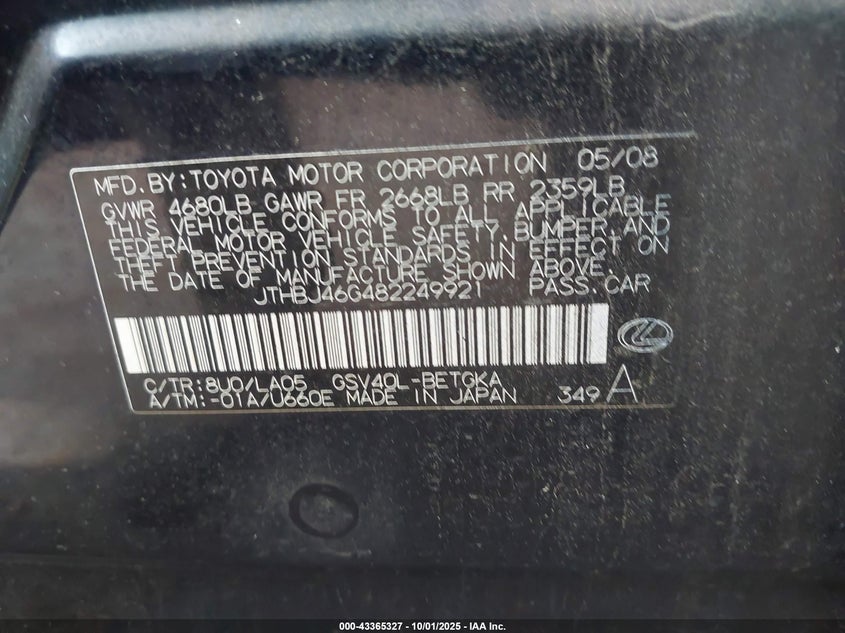 MFD.BY:TOYOTA MOTOR CORPORATION 05/08
GVWR 4680LB GAWR FR 2668LB RR 2359LB
THIS VEHICLE CONFORMS TO ALL APPLICABLE
FEDERAL MOTOR VEHICLE SAFETY,BUMPER,AND
THEFT PREVENTION STANDARDS IN EFFECT ON
THE DATE OF MANUFACTURE SHOWN ABOVE.
JTHBJ46G482249921 PASS.CAR
C/TR:8U0/LA05 GSV40L-BETGKA
A/TM:-01A/U660E MADE IN JAPAN 349 A
000-43365327 - 10/01/2025 - IAA Inc.